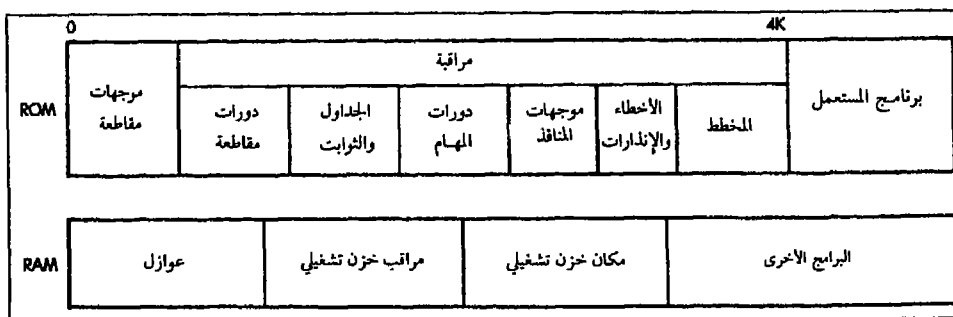 0 4K
ROM
موجهات
مقاطعة
مراقبة
دورات
مقاطعة
الجداول
والثوابت
دورات
المهام
موجهات
المنافذ
الأخطاء
والإنذارات
المخطط
برنامج المستعمل
RAM
عوازل
مراقب خزن تشغيلي
مكان خزن تشغيلي
البرامج الأخرى